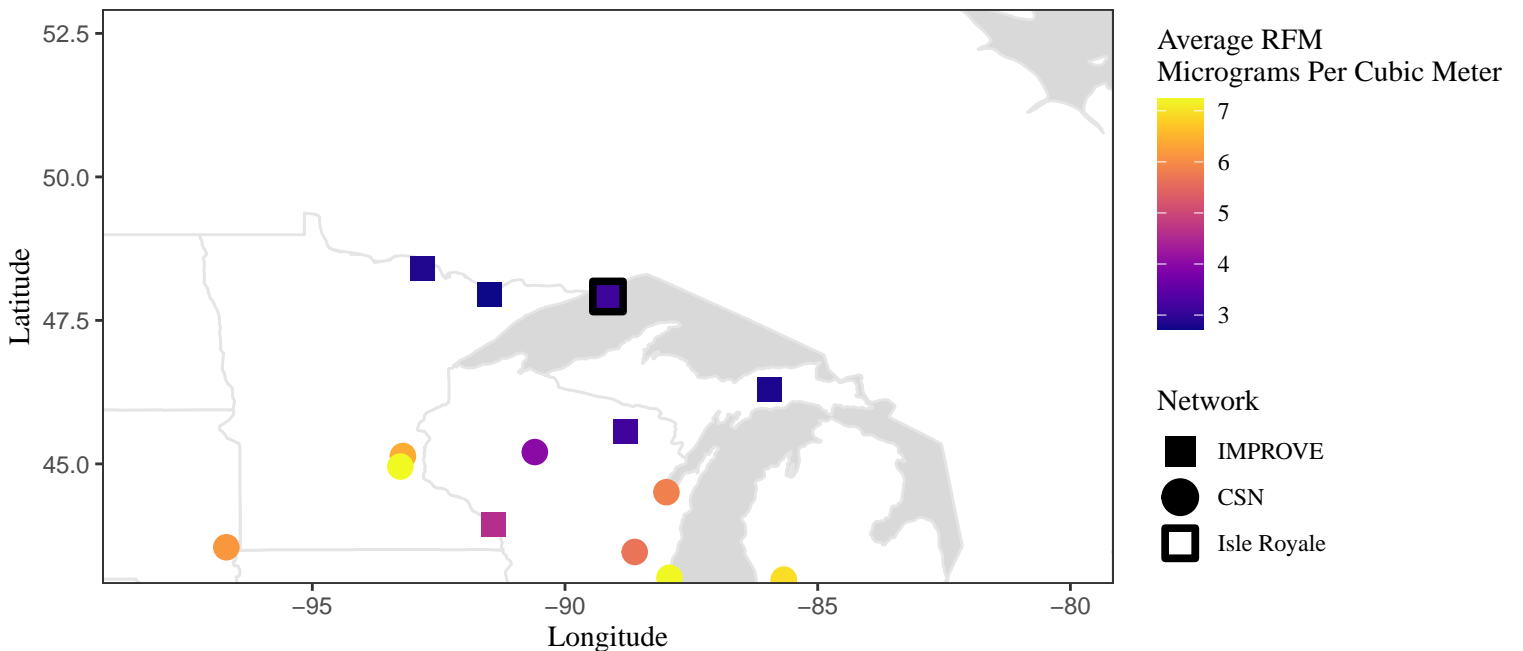 52.5
50.0
47.5
45.0
Latitude
−95
−90
−85
−80
Longitude
Average RFM
Micrograms Per Cubic Meter
7
6
5
4
3
Network
IMPROVE
CSN
Isle Royale